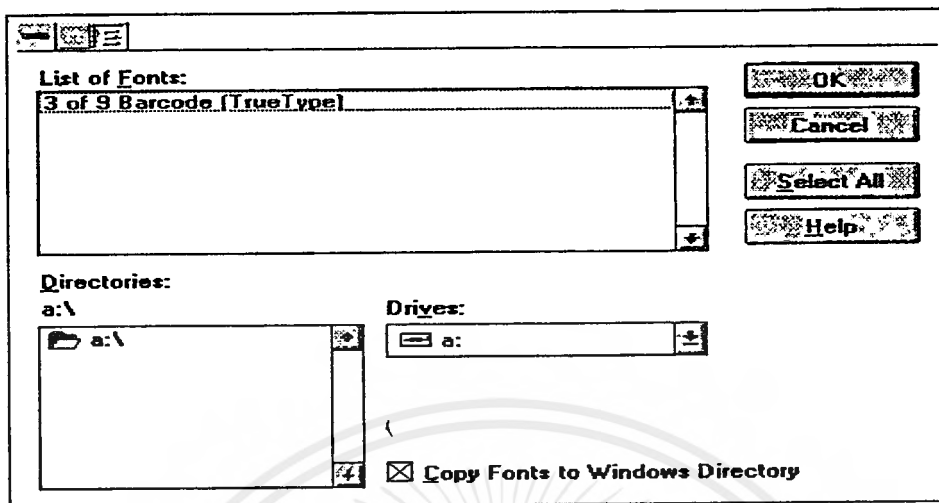 List of Fonts:
3 of 9 Barcode (TrueType)
OK
Cancel
Select All
Help
Directories:
a:\
a:\
Drives:
a:
Copy Fonts to Windows Directory